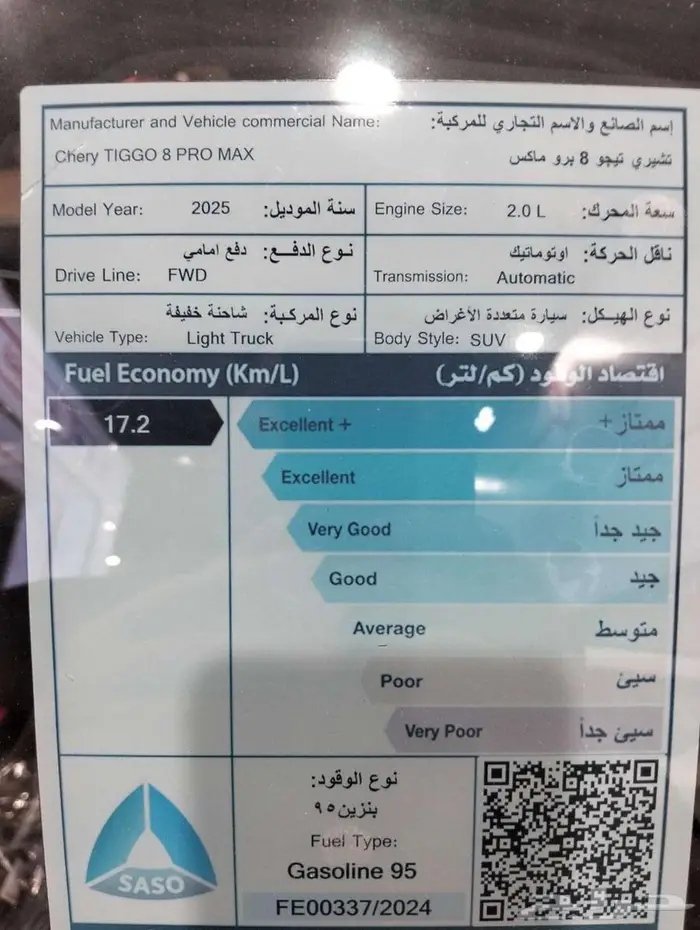 Manufacturer and Vehicle commercial Name: إسم الصانع والاسم التجاري للمركبة:
Chery TIGGO 8 PRO MAX تشيري تيجو 8 برو ماكس
Model Year: 2025 سنة الموديل:
Engine Size: 2.0 L سعة المحرك:
نوع الدفع: دفع امامي
Drive Line: FWD
ناقل الحركة: اوتوماتيك
Transmission: Automatic
نوع المركبة: شاحنة خفيفة
Vehicle Type: Light Truck
نوع الهيكل: سيارة متعددة الأغراض
Body Style: SUV
Fuel Economy (Km/L) اقتصاد الوقود (كم/لتر)
17.2
Excellent + ممتاز +
Excellent ممتاز
Very Good جيد جداً
Good جيد
Average متوسط
Poor سيئ
Very Poor سيئ جداً
SASO
نوع الوقود:
بنزين ٩٥
Fuel Type:
Gasoline 95
FE00337/2024